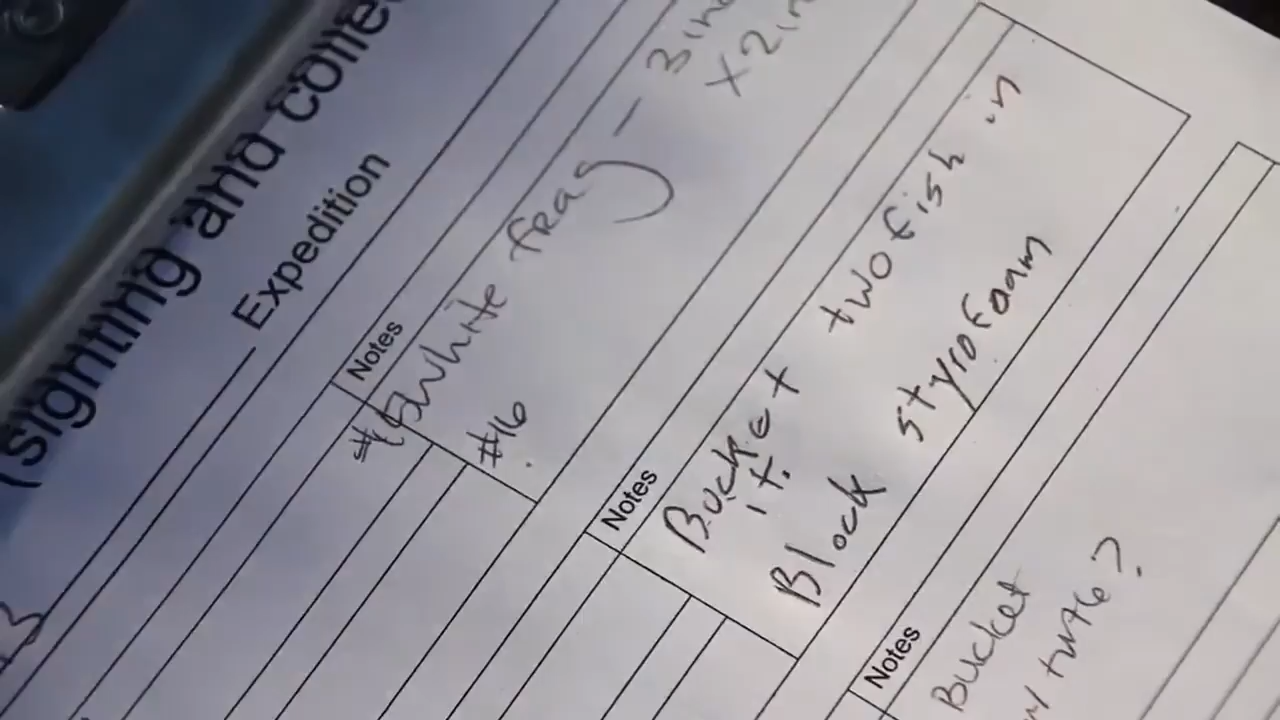 sighting and colle
Expedition
Notes
White frag - 3in
x 2in
#16
Notes
Bucket two fish in
it.
Block styrofoam
Notes
Bucket
w/ turtle?
3